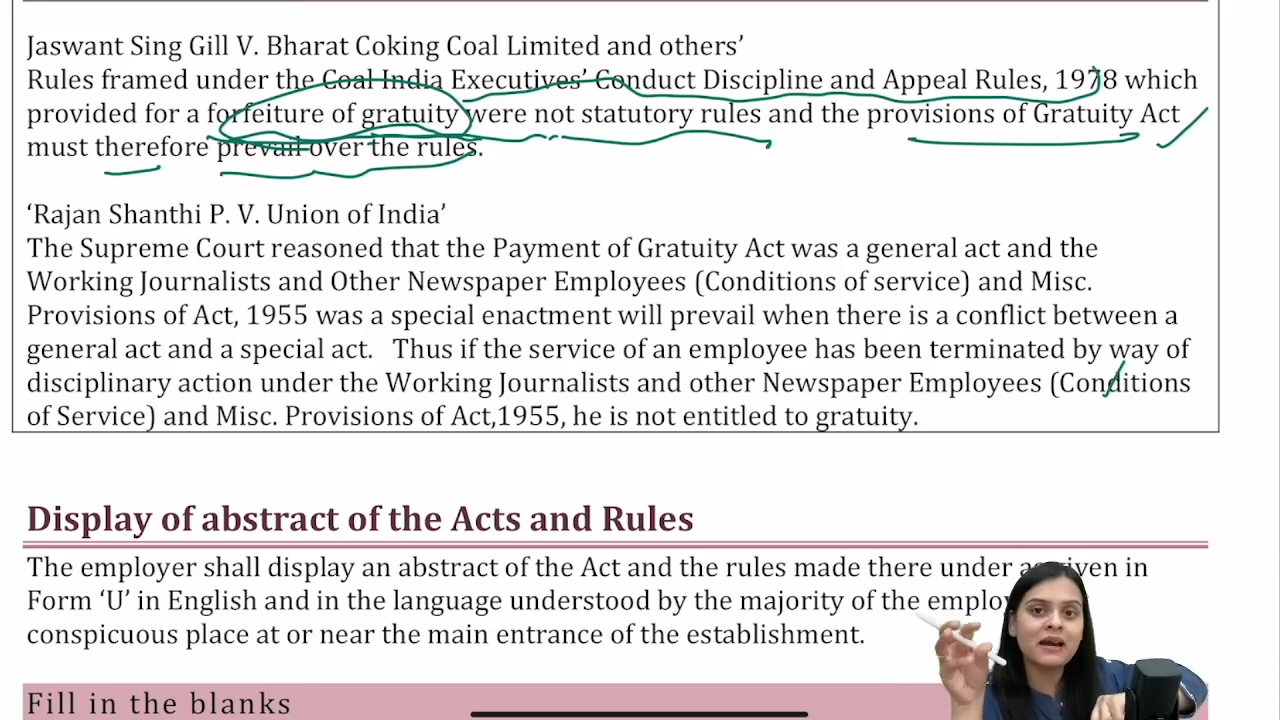 Jaswant Sing Gill V. Bharat Coking Coal Limited and others’
Rules framed under the Coal India Executives’ Conduct Discipline and Appeal Rules, 1978 which
provided for a forfeiture of gratuity were not statutory rules and the provisions of Gratuity Act
must therefore prevail over the rules.
‘Rajan Shanthi P. V. Union of India’
The Supreme Court reasoned that the Payment of Gratuity Act was a general act and the
Working Journalists and Other Newspaper Employees (Conditions of service) and Misc.
Provisions of Act, 1955 was a special enactment will prevail when there is a conflict between a
general act and a special act. Thus if the service of an employee has been terminated by way of
disciplinary action under the Working Journalists and other Newspaper Employees (Conditions
of Service) and Misc. Provisions of Act,1955, he is not entitled to gratuity.
Display of abstract of the Acts and Rules
The employer shall display an abstract of the Act and the rules made there under as given in
Form ‘U’ in English and in the language understood by the majority of the
conspicuous place at or near the main entrance of the establishment.
Fill in the blanks